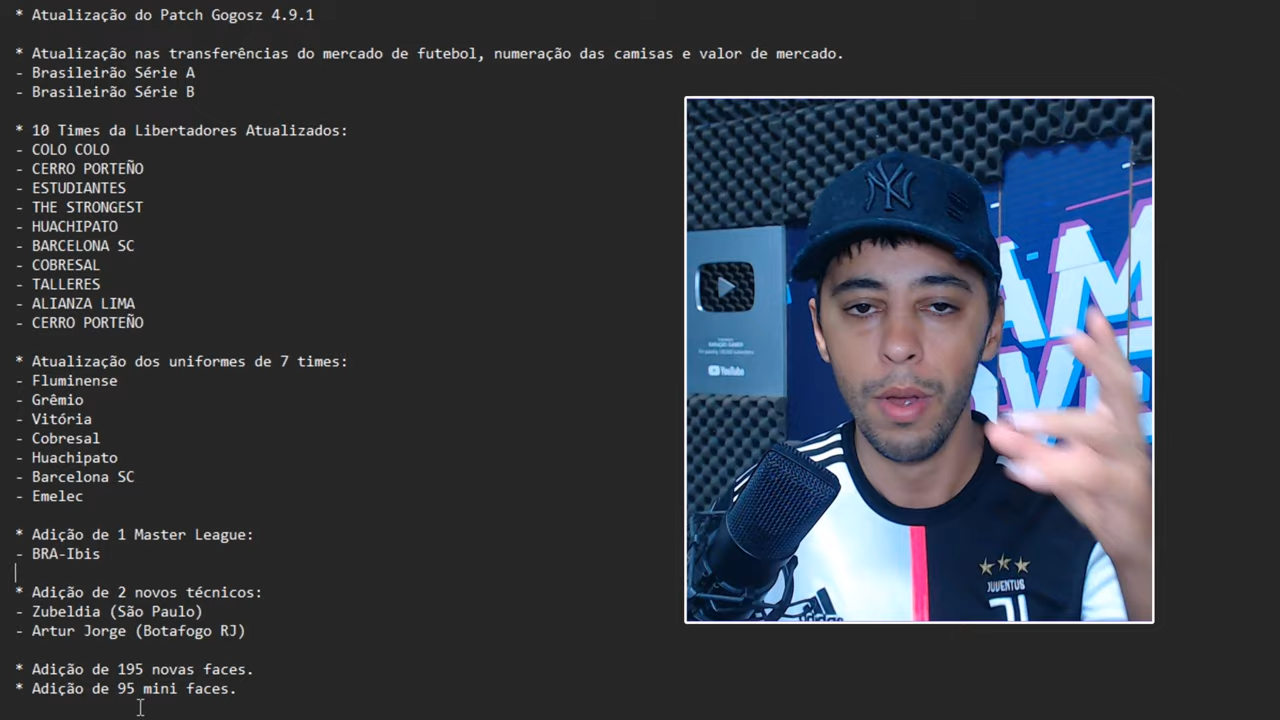 * Atualização do Patch Gogosz 4.9.1
* Atualização nas transferências do mercado de futebol, numeração das camisas e valor de mercado.
- Brasileirão Série A
- Brasileirão Série B
* 10 Times da Libertadores Atualizados:
- COLO COLO
- CERRO PORTEÑO
- ESTUDIANTES
- THE STRONGEST
- HUACHIPATO
- BARCELONA SC
- COBRESAL
- TALLERES
- ALIANZA LIMA
- CERRO PORTEÑO
* Atualização dos uniformes de 7 times:
- Fluminense
- Grêmio
- Vitória
- Cobresal
- Huachipato
- Barcelona SC
- Emelec
* Adição de 1 Master League:
- BRA-Ibis
* Adição de 2 novos técnicos:
- Zubeldia (São Paulo)
- Artur Jorge (Botafogo RJ)
* Adição de 195 novas faces.
* Adição de 95 mini faces.
NY
AM
YouTube
JUVENTUS